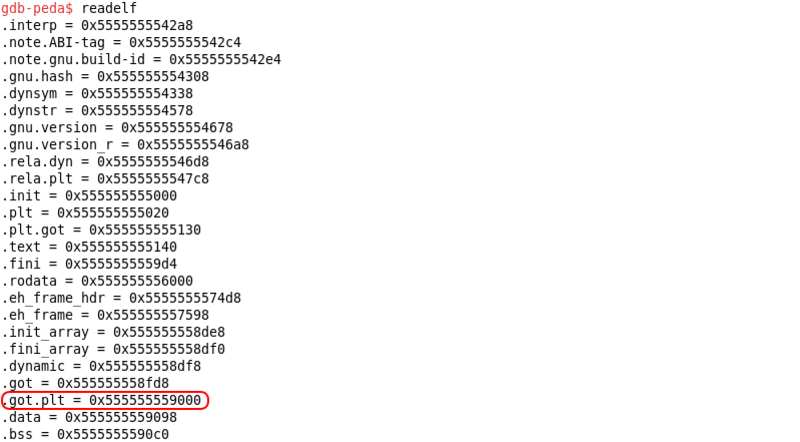 gdb-peda$ readelf
.interp = 0x5555555542a8
.note.ABI-tag = 0x5555555542c4
.note.gnu.build-id = 0x5555555542e4
.gnu.hash = 0x555555554308
.dynsym = 0x555555554338
.dynstr = 0x555555554578
.gnu.version = 0x555555554678
.gnu.version_r = 0x5555555546a8
.rela.dyn = 0x5555555546d8
.rela.plt = 0x5555555547c8
.init = 0x555555555000
.plt = 0x555555555020
.plt.got = 0x555555555130
.text = 0x555555555140
.fini = 0x5555555559d4
.rodata = 0x555555556000
.eh_frame_hdr = 0x5555555574d8
.eh_frame = 0x555555557598
.init_array = 0x555555558de8
.fini_array = 0x555555558df0
.dynamic = 0x555555558df8
.got = 0x555555558fd8
.got.plt = 0x555555559000
.data = 0x555555559098
.bss = 0x5555555590c0